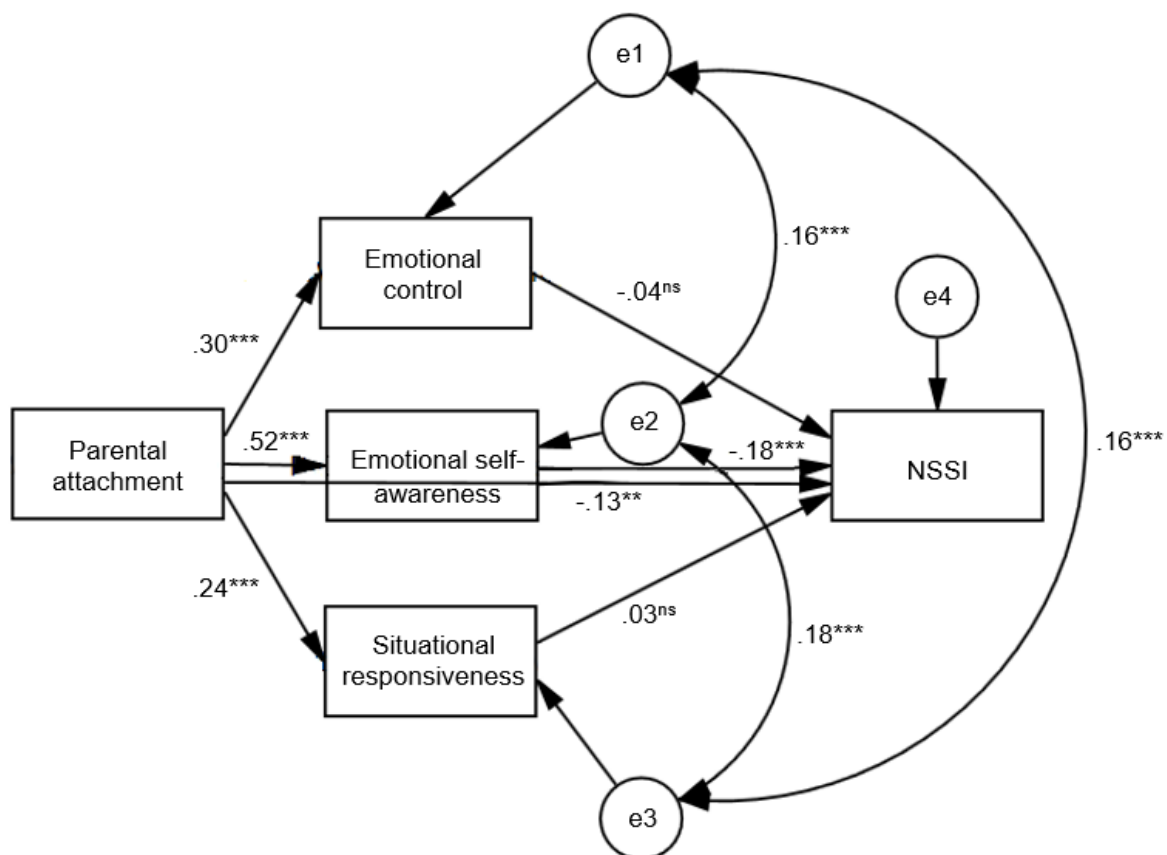 e1
.16***
Emotional
control
-.04ns
e4
.30***
e2
.16***
Parental
attachment
.52***
Emotional self-
awareness
-.18***
-.13**
NSSI
.24***
.03ns
.18***
Situational
responsiveness
e3